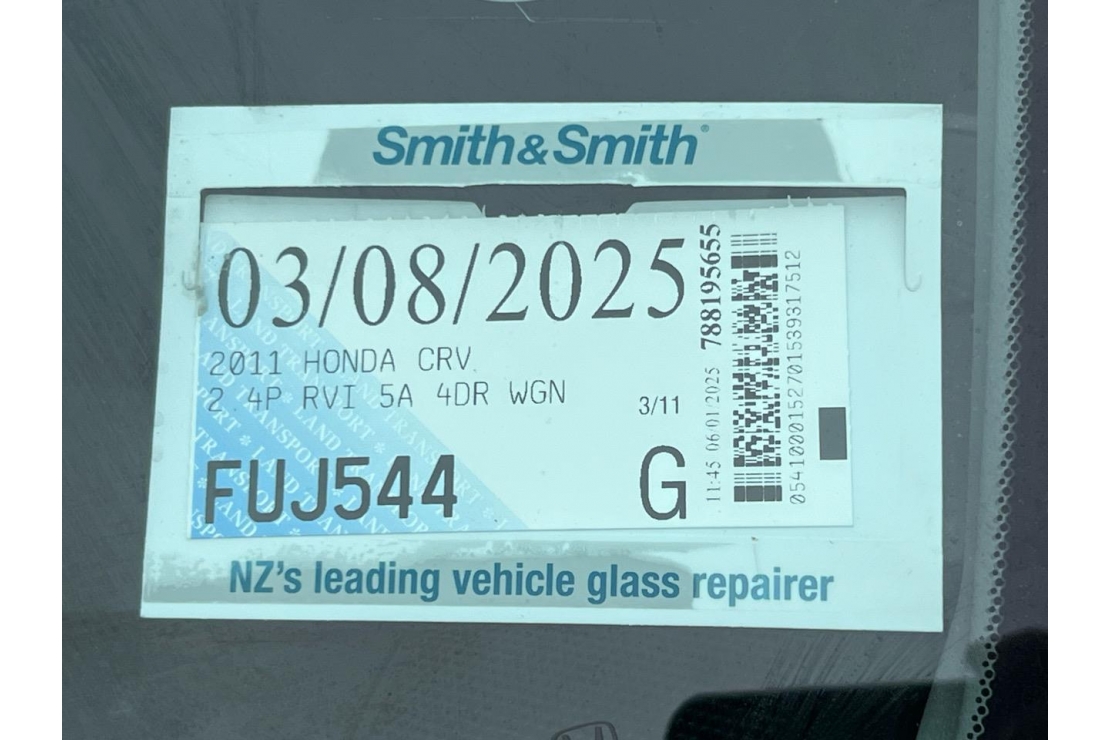 Smith&Smith®
03/08/2025
2011 HONDA CRV
2.4P RVI 5A 4DR WGN
3/11
FUJ544
G
11:45 06/01/2025 788195655
0541000152701539317512
NZ's leading vehicle glass repairer